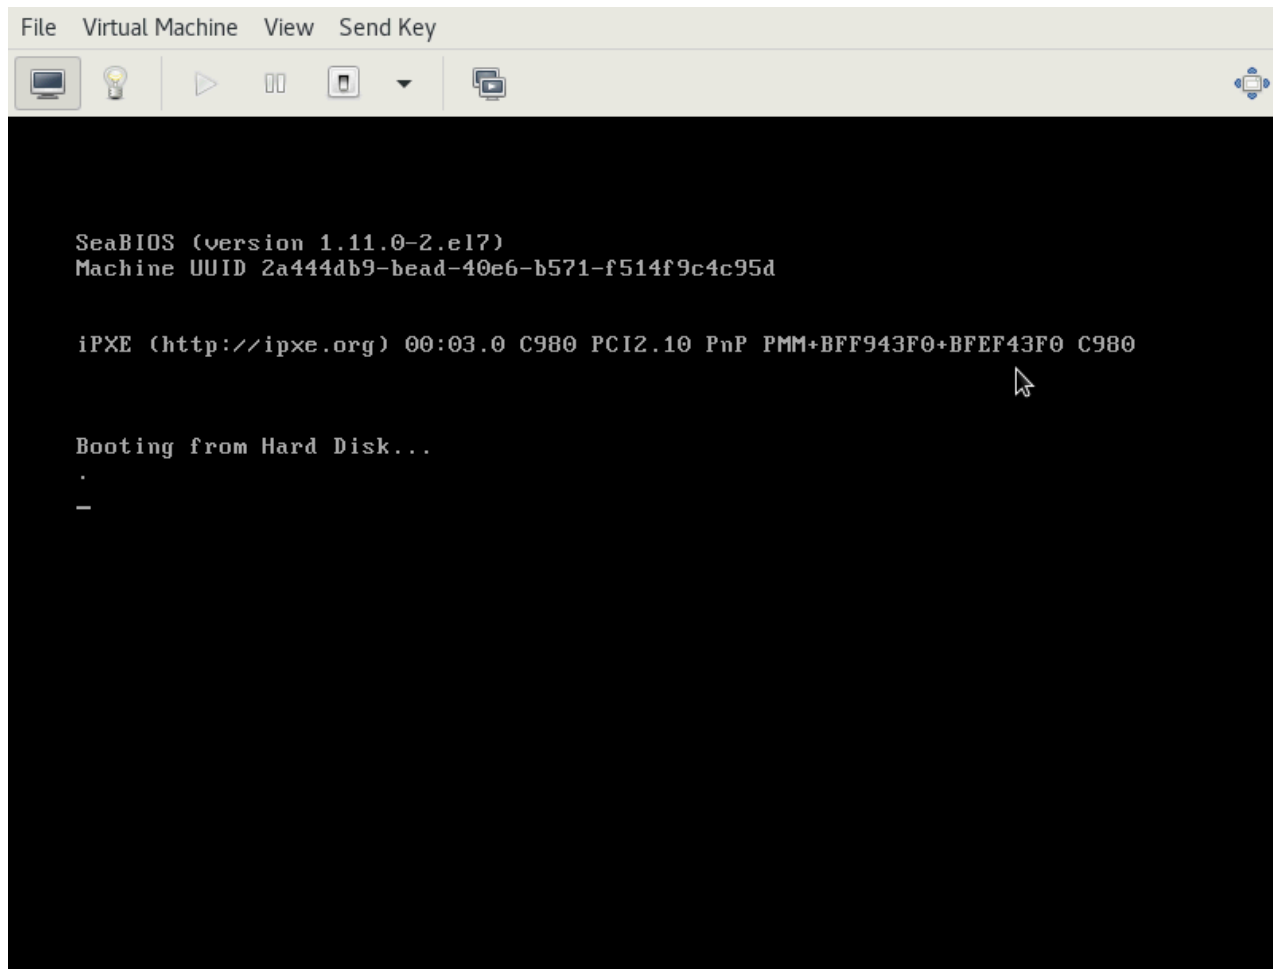 File Virtual Machine View Send Key
SeaBIOS (version 1.11.0-2.el7)
Machine UUID 2a444db9-bead-40e6-b571-f514f9c4c95d
iPXE (http://ipxe.org) 00:03.0 C980 PCI2.10 PnP PMM+BFF943F0+BFEF43F0 C980
Booting from Hard Disk...
.
_